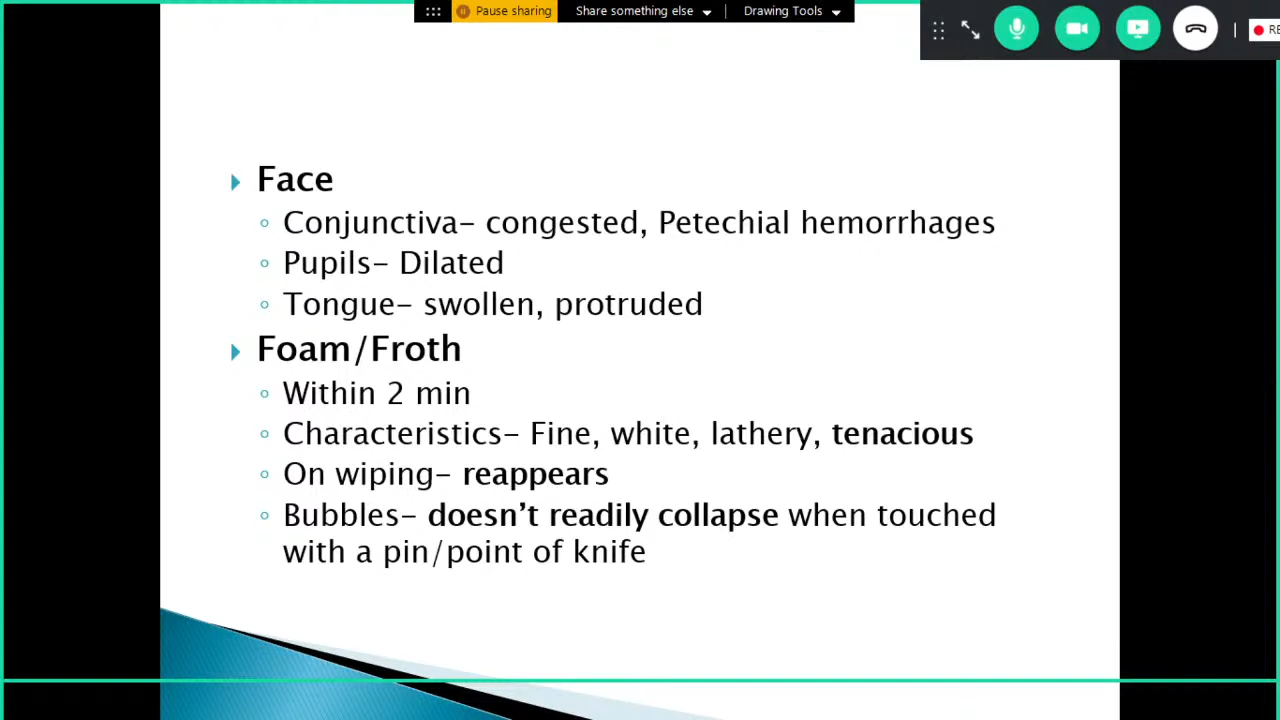 Pause sharing
Share something else
Drawing Tools
Face
Conjunctiva– congested, Petechial hemorrhages
Pupils– Dilated
Tongue– swollen, protruded
Foam/Froth
Within 2 min
Characteristics– Fine, white, lathery, tenacious
On wiping– reappears
Bubbles– doesn’t readily collapse when touched
with a pin/point of knife